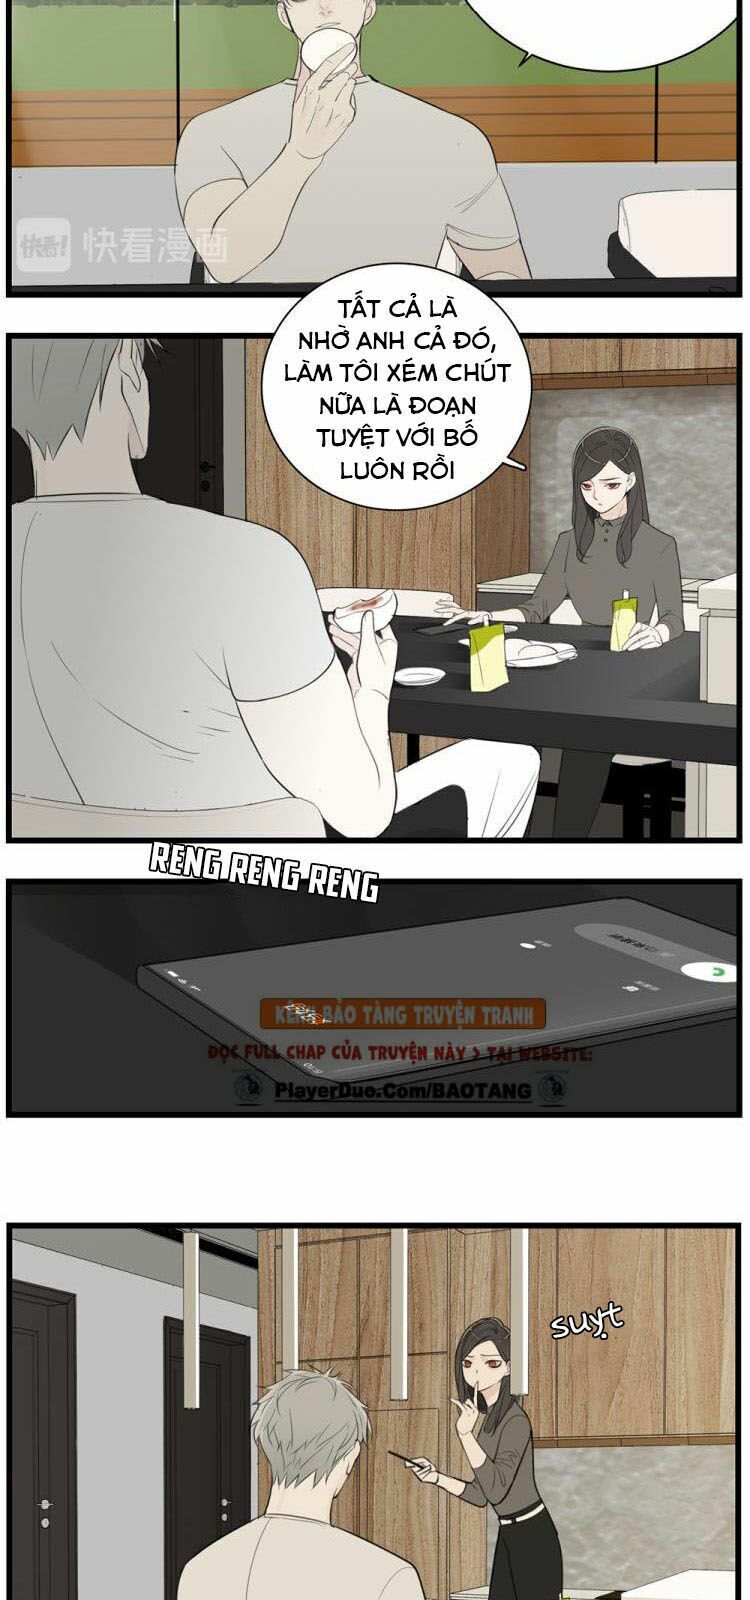 快看! 快看漫画
TẤT CẢ LÀ
NHỜ ANH CẢ ĐÓ,
LÀM TÔI XÉM CHÚT
NỮA LÀ ĐOẠN
TUYỆT VỚI BỐ
LUÔN RỒI
RENG RENG RENG
KÊNH BẢO TÀNG TRUYỆN TRANH
ĐỌC FULL CHAP CỦA TRUYỆN NÀY > TẠI WEBSITE:
PlayerDuo.Com/BAOTANG
suỵt